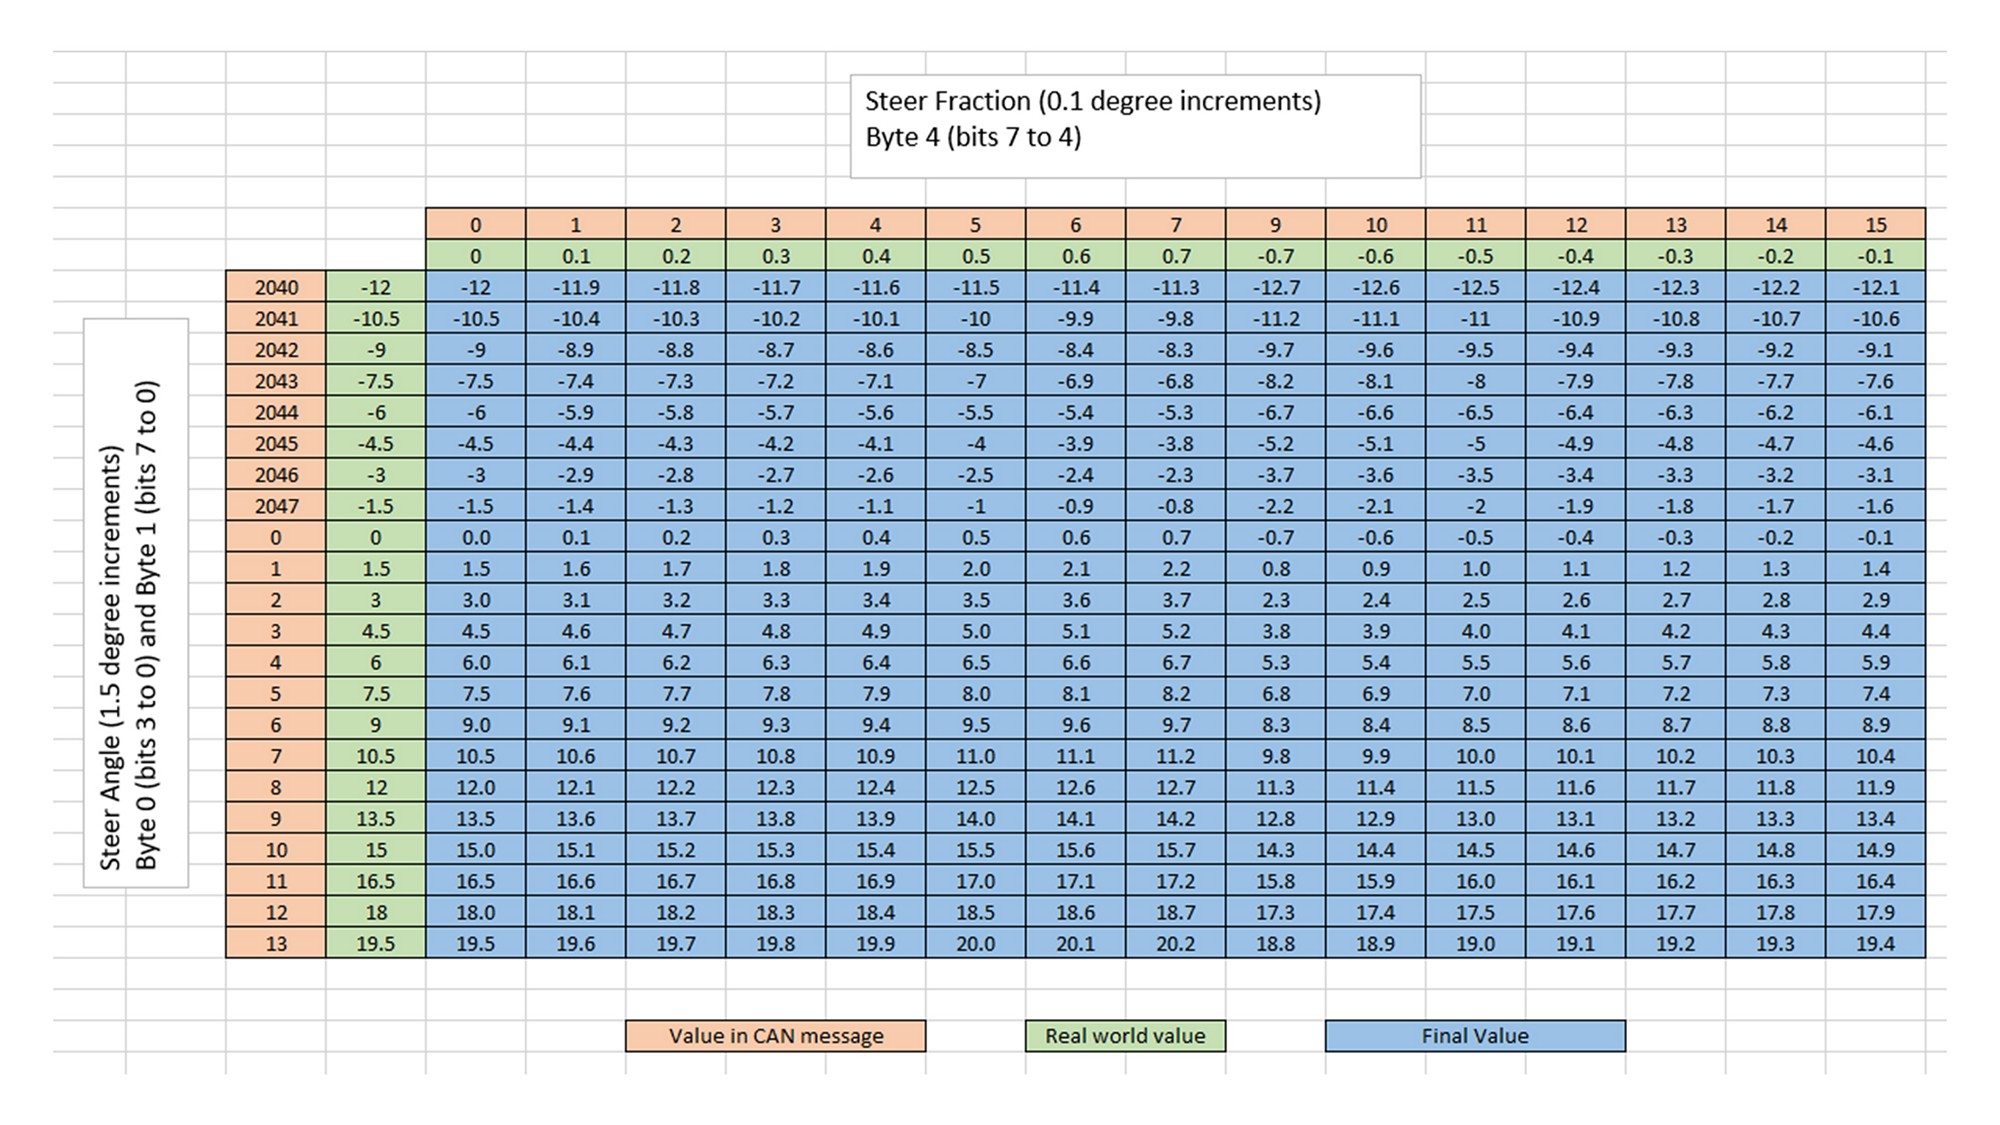 Steer Fraction (0.1 degree increments)
Byte 4 (bits 7 to 4)
0 1 2 3 4 5 6 7 9 10 11 12 13 14 15
0 0.1 0.2 0.3 0.4 0.5 0.6 0.7 -0.7 -0.6 -0.5 -0.4 -0.3 -0.2 -0.1
Steer Angle (1.5 degree increments)
Byte 0 (bits 3 to 0) and Byte 1 (bits 7 to 0)
2040 -12 -12 -11.9 -11.8 -11.7 -11.6 -11.5 -11.4 -11.3 -12.7 -12.6 -12.5 -12.4 -12.3 -12.2 -12.1
2041 -10.5 -10.5 -10.4 -10.3 -10.2 -10.1 -10 -9.9 -9.8 -11.2 -11.1 -11 -10.9 -10.8 -10.7 -10.6
2042 -9 -9 -8.9 -8.8 -8.7 -8.6 -8.5 -8.4 -8.3 -9.7 -9.6 -9.5 -9.4 -9.3 -9.2 -9.1
2043 -7.5 -7.5 -7.4 -7.3 -7.2 -7.1 -7 -6.9 -6.8 -8.2 -8.1 -8 -7.9 -7.8 -7.7 -7.6
2044 -6 -6 -5.9 -5.8 -5.7 -5.6 -5.5 -5.4 -5.3 -6.7 -6.6 -6.5 -6.4 -6.3 -6.2 -6.1
2045 -4.5 -4.5 -4.4 -4.3 -4.2 -4.1 -4 -3.9 -3.8 -5.2 -5.1 -5 -4.9 -4.8 -4.7 -4.6
2046 -3 -3 -2.9 -2.8 -2.7 -2.6 -2.5 -2.4 -2.3 -3.7 -3.6 -3.5 -3.4 -3.3 -3.2 -3.1
2047 -1.5 -1.5 -1.4 -1.3 -1.2 -1.1 -1 -0.9 -0.8 -2.2 -2.1 -2 -1.9 -1.8 -1.7 -1.6
0 0 0.0 0.1 0.2 0.3 0.4 0.5 0.6 0.7 -0.7 -0.6 -0.5 -0.4 -0.3 -0.2 -0.1
1 1.5 1.5 1.6 1.7 1.8 1.9 2.0 2.1 2.2 0.8 0.9 1.0 1.1 1.2 1.3 1.4
2 3 3.0 3.1 3.2 3.3 3.4 3.5 3.6 3.7 2.3 2.4 2.5 2.6 2.7 2.8 2.9
3 4.5 4.5 4.6 4.7 4.8 4.9 5.0 5.1 5.2 3.8 3.9 4.0 4.1 4.2 4.3 4.4
4 6 6.0 6.1 6.2 6.3 6.4 6.5 6.6 6.7 5.3 5.4 5.5 5.6 5.7 5.8 5.9
5 7.5 7.5 7.6 7.7 7.8 7.9 8.0 8.1 8.2 6.8 6.9 7.0 7.1 7.2 7.3 7.4
6 9 9.0 9.1 9.2 9.3 9.4 9.5 9.6 9.7 8.3 8.4 8.5 8.6 8.7 8.8 8.9
7 10.5 10.5 10.6 10.7 10.8 10.9 11.0 11.1 11.2 9.8 9.9 10.0 10.1 10.2 10.3 10.4
8 12 12.0 12.1 12.2 12.3 12.4 12.5 12.6 12.7 11.3 11.4 11.5 11.6 11.7 11.8 11.9
9 13.5 13.5 13.6 13.7 13.8 13.9 14.0 14.1 14.2 12.8 12.9 13.0 13.1 13.2 13.3 13.4
10 15 15.0 15.1 15.2 15.3 15.4 15.5 15.6 15.7 14.3 14.4 14.5 14.6 14.7 14.8 14.9
11 16.5 16.5 16.6 16.7 16.8 16.9 17.0 17.1 17.2 15.8 15.9 16.0 16.1 16.2 16.3 16.4
12 18 18.0 18.1 18.2 18.3 18.4 18.5 18.6 18.7 17.3 17.4 17.5 17.6 17.7 17.8 17.9
13 19.5 19.5 19.6 19.7 19.8 19.9 20.0 20.1 20.2 18.8 18.9 19.0 19.1 19.2 19.3 19.4
Value in CAN message Real world value Final Value